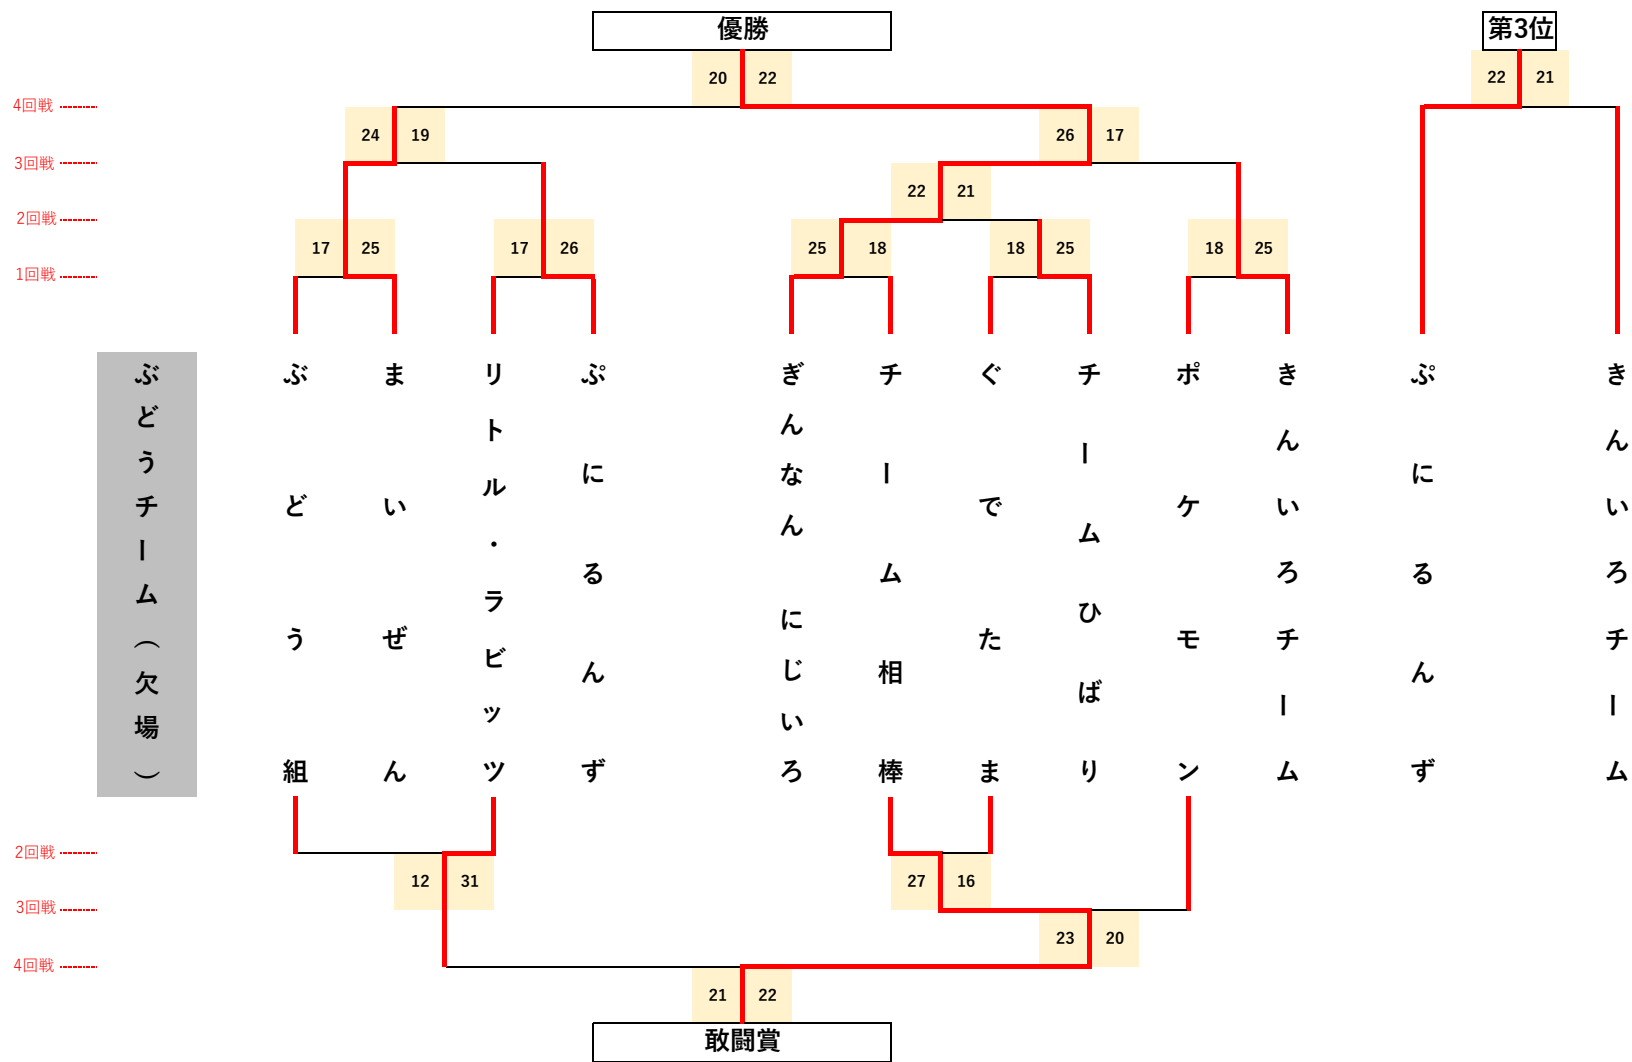 優勝
第3位
20 22
22 21
4回戦
24 19
26 17
3回戦
22 21
2回戦
17 25
17 26
25 18
18 25
18 25
1回戦
ぶどうチーム（欠場）
ぶどう組
まいぜん
リトル・ラビッツ
ぷにるんず
ぎんなん にじいろ
チーム相棒
ぐでたま
チームひばり
ポケモン
きんいろチーム
ぷにるんず
きんいろチーム
2回戦
12 31
27 16
3回戦
23 20
4回戦
21 22
敢闘賞